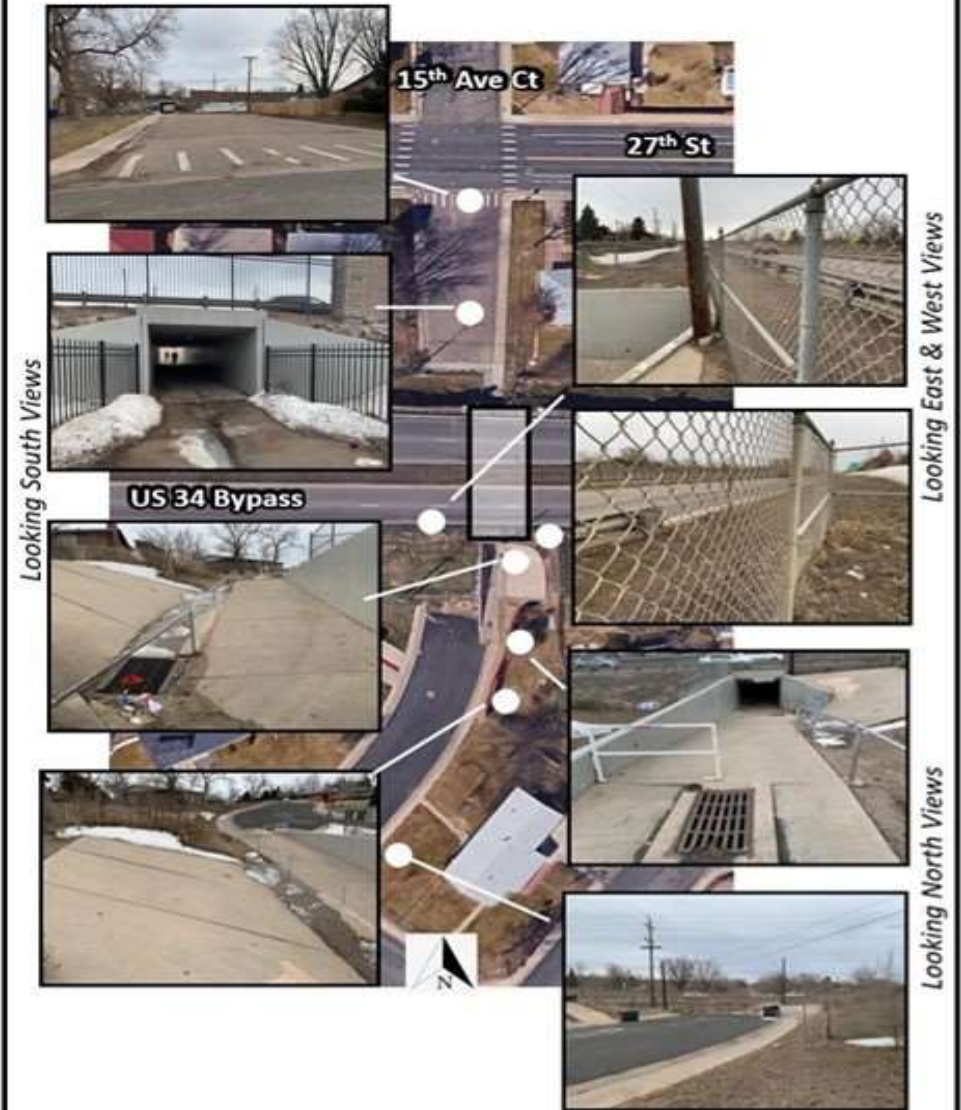 15th Ave Ct
27th St
US 34 Bypass
Looking South Views
Looking East & West Views
Looking North Views
N